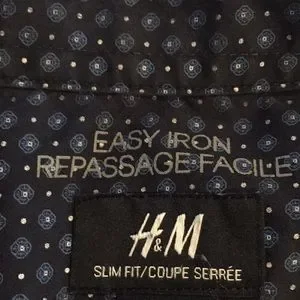 EASY IRON
REPASSAGE FACILE
H&M
SLIM FIT/COUPE SERRÉE